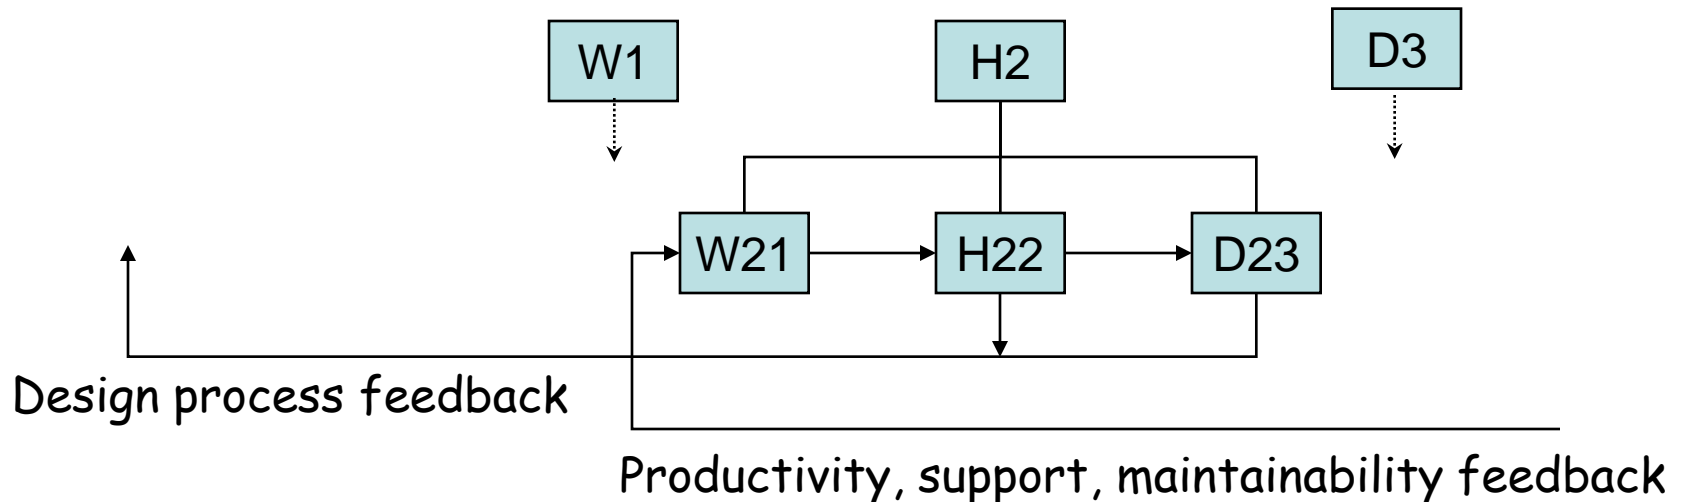 W1
H2
D3
W21
H22
D23
Design process feedback
Productivity, support, maintainability feedback